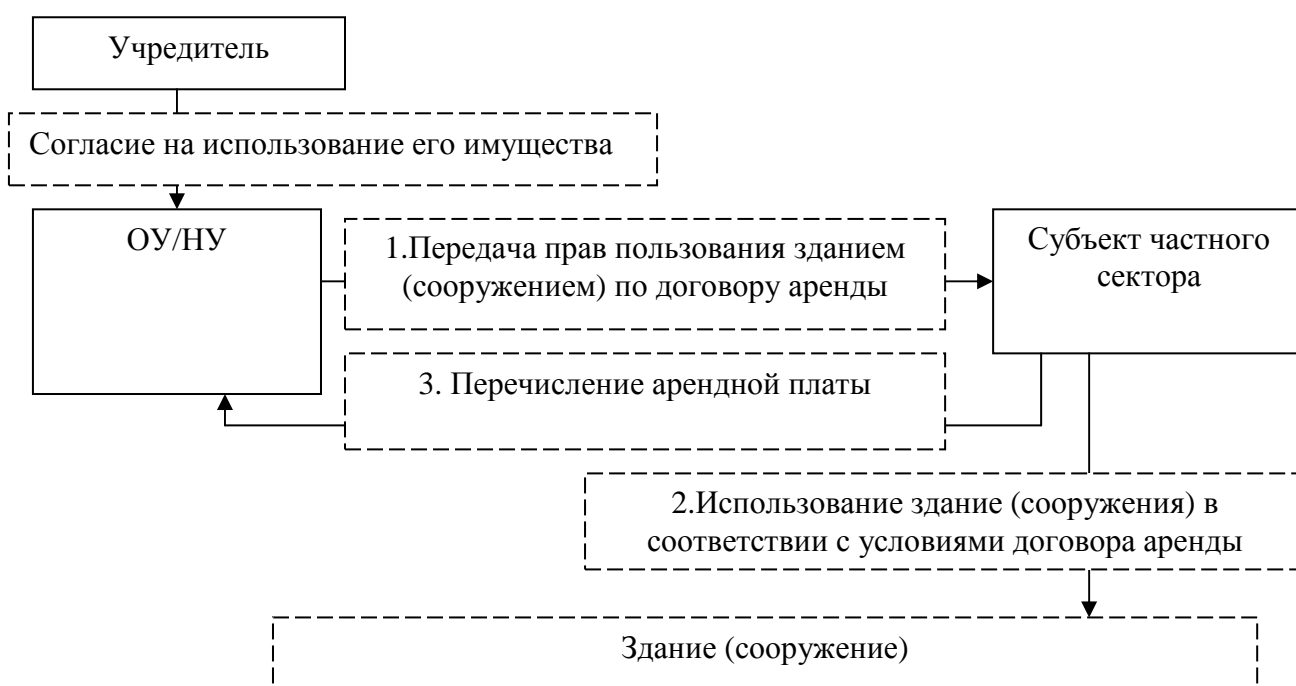 Учредитель
Согласие на использование его имущества
ОУ/НУ
1.Передача прав пользования зданием
(сооружением) по договору аренды
Субъект частного
сектора
3. Перечисление арендной платы
2.Использование здание (сооружения) в
соответствии с условиями договора аренды
Здание (сооружение)